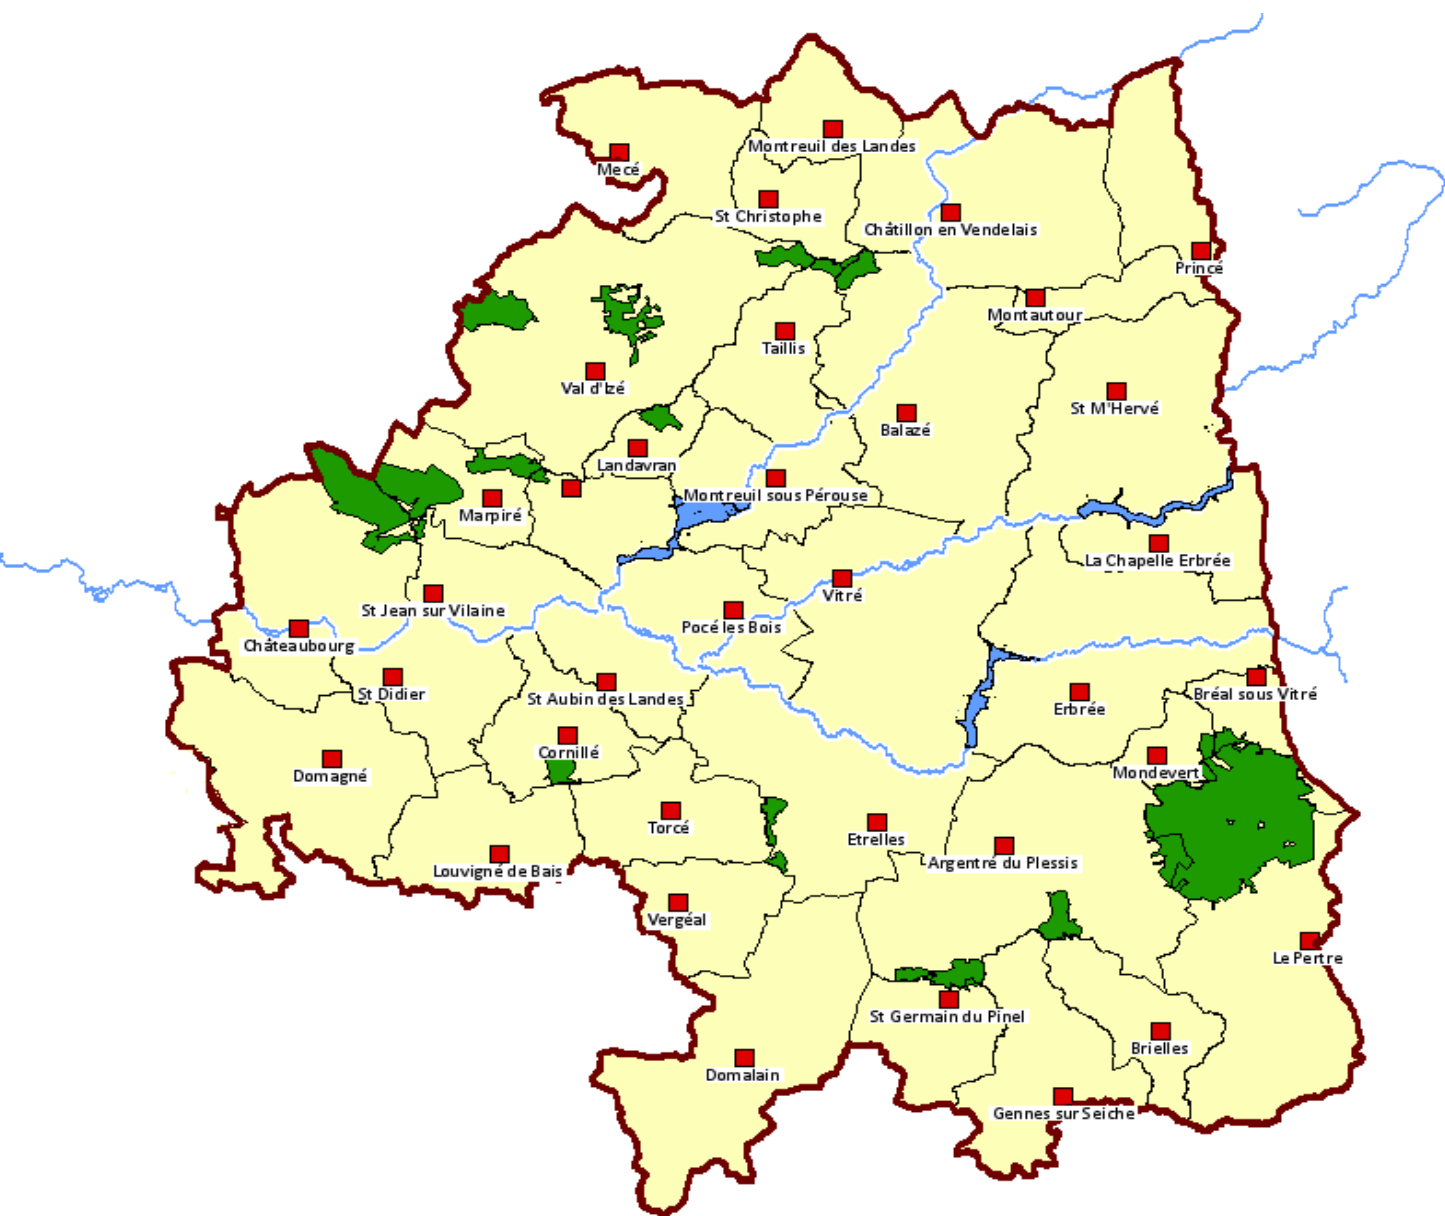 Montreuil des Landes
Mecé
St Christophe
Châtillon en Vendelais
Princé
Montautour
Taillis
Val d'Izé
St M'Hervé
Balazé
Landavran
Montreuil sous Pérouse
Marpiré
La Chapelle Erbrée
Vitré
St Jean sur Vilaine
Pocé les Bois
Châteaubourg
St Didier
St Aubin des Landes
Bréal sous Vitré
Erbrée
Cornillé
Domagné
Mondevert
Torcé
Etrelles
Argentré du Plessis
Louvigné de Bais
Vergéal
Le Pertre
St Germain du Pinel
Brielles
Domalain
Gennes sur Seiche